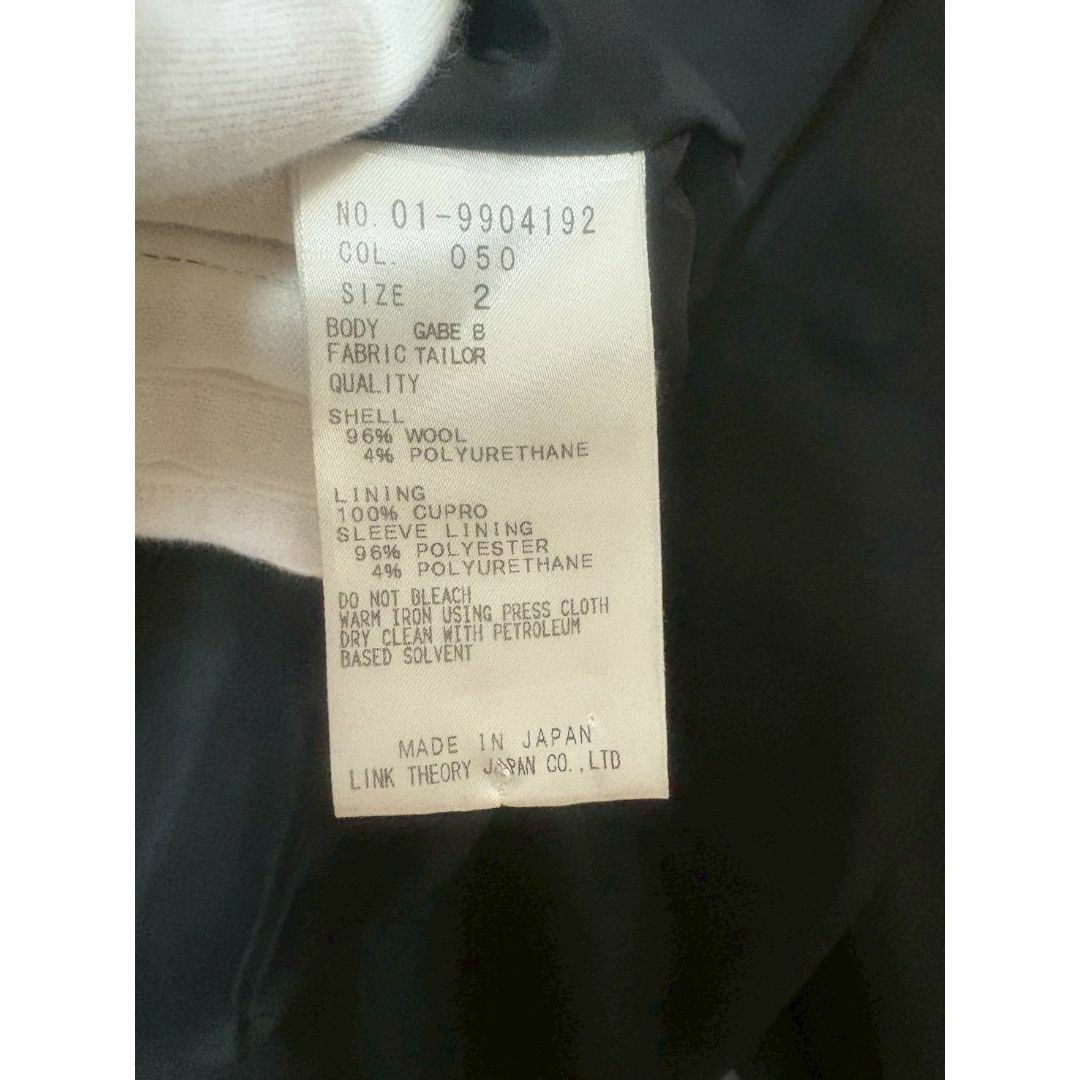 NO. 01-9904192
COL. 050
SIZE 2
BODY GABE B
FABRIC TAILOR
QUALITY
SHELL
96% WOOL
4% POLYURETHANE
LINING
100% CUPRO
SLEEVE LINING
96% POLYESTER
4% POLYURETHANE
DO NOT BLEACH
WARM IRON USING PRESS CLOTH
DRY CLEAN WITH PETROLEUM
BASED SOLVENT
MADE IN JAPAN
LINK THEORY JAPAN CO.,LTD